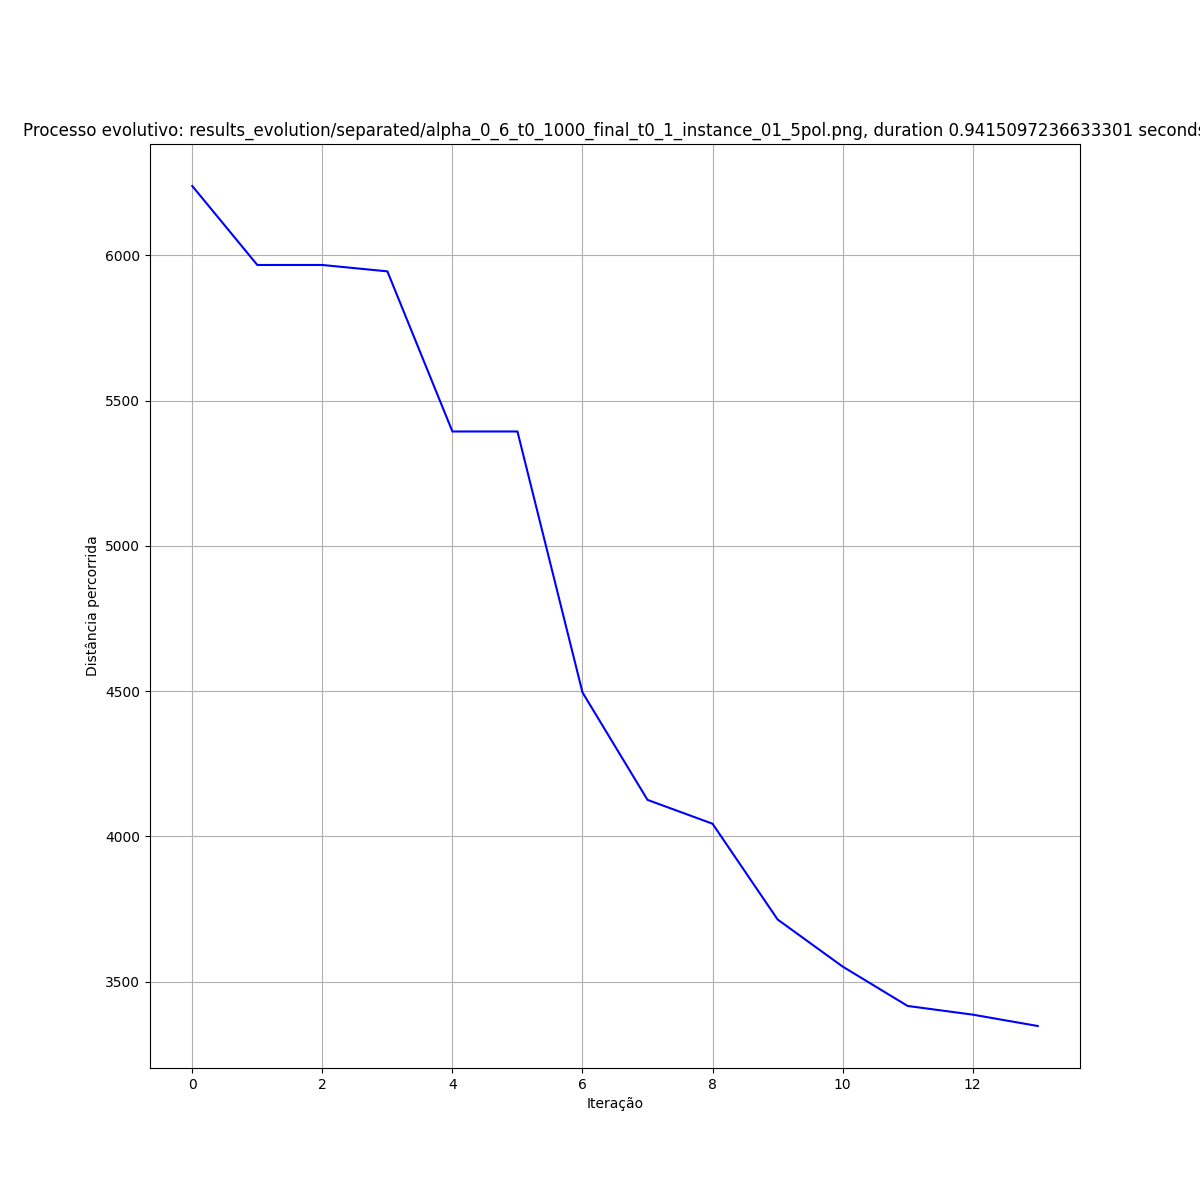 Processo evolutivo: results_evolution/separated/alpha_0_6_t0_1000_final_t0_1_instance_01_5pol.png, duration 0.9415097236633301 seconds
6000
5500
5000
4500
4000
3500
Distância percorrida
0 2 4 6 8 10 12
Iteração